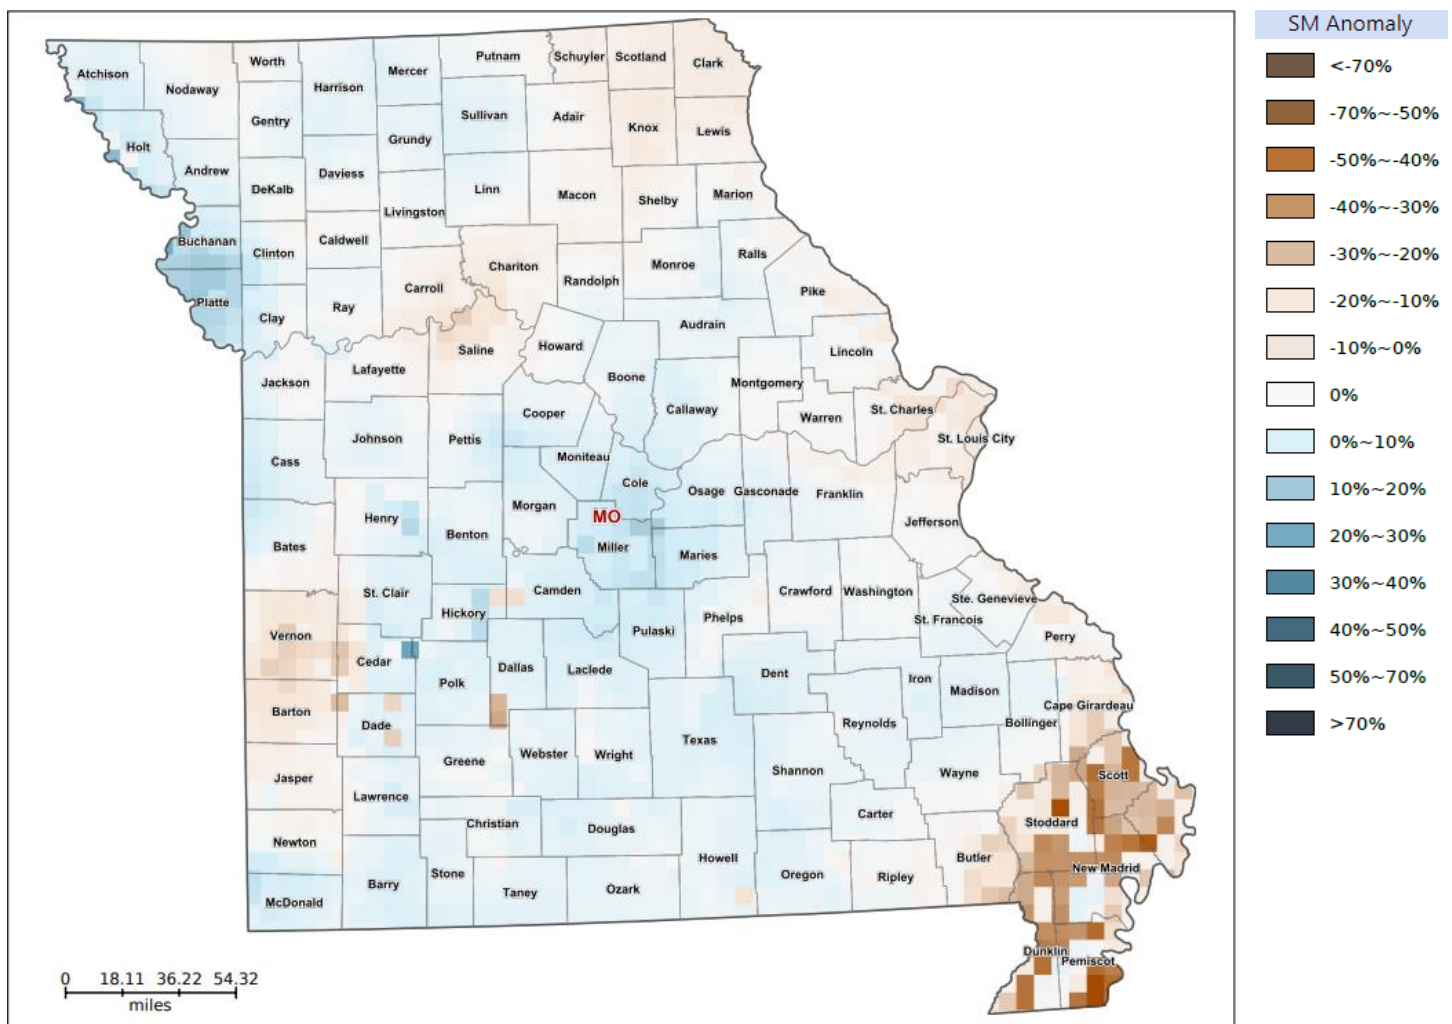 SM Anomaly
<-70%
-70%~-50%
-50%~-40%
-40%~-30%
-30%~-20%
-20%~-10%
-10%~0%
0%
0%~10%
10%~20%
20%~30%
30%~40%
40%~50%
50%~70%
>70%
Atchison
Nodaway
Worth
Harrison
Mercer
Putnam
Schuyler
Scotland
Clark
Gentry
Sullivan
Adair
Knox
Lewis
Holt
Andrew
DeKalb
Daviess
Grundy
Linn
Macon
Shelby
Marion
Livingston
Buchanan
Clinton
Caldwell
Chariton
Randolph
Monroe
Ralls
Platte
Clay
Ray
Carroll
Pike
Audrain
Saline
Howard
Lincoln
Jackson
Lafayette
Boone
Montgomery
Callaway
Cooper
Warren
St. Charles
Johnson
Pettis
St. Louis City
Cass
Moniteau
Cole
Osage
Gasconade
Franklin
Henry
Morgan
MO
Jefferson
Bates
Benton
Miller
Maries
St. Clair
Camden
Crawford
Washington
Ste. Genevieve
Hickory
Phelps
St. Francois
Vernon
Pulaski
Perry
Cedar
Dallas
Laclede
Dent
Iron
Polk
Madison
Cape Girardeau
Barton
Dade
Reynolds
Bollinger
Texas
Greene
Webster
Wright
Shannon
Wayne
Scott
Jasper
Lawrence
Carter
Stoddard
Christian
Douglas
Newton
Howell
Butler
New Madrid
Barry
Stone
Taney
Ozark
Oregon
Ripley
McDonald
Dunklin
Pemiscot
0 18.11 36.22 54.32
miles